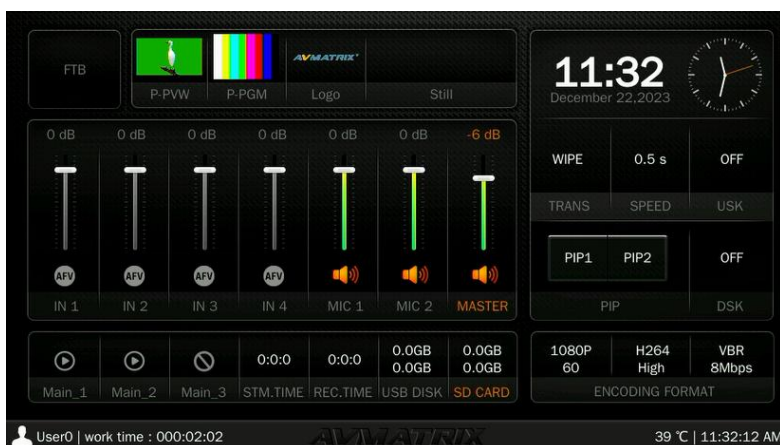 FTB
AVMATRIX
P-PVW P-PGM Logo Still
11:32
December 22,2023
0 dB 0 dB 0 dB 0 dB 0 dB 0 dB -6 dB
WIPE 0.5 s OFF
TRANS SPEED USK
AFV AFV AFV AFV
IN 1 IN 2 IN 3 IN 4 MIC 1 MIC 2 MASTER
PIP1 PIP2 OFF
PIP DSK
0:0:0 0:0:0 0.0GB 0.0GB
0.0GB 0.0GB
Main_1 Main_2 Main_3 STM.TIME REC.TIME USB DISK SD CARD
1080P H264 VBR
60 High 8Mbps
ENCODING FORMAT
User0 | work time : 000:02:02 AVMATRIX 39 ℃ | 11:32:12 AM